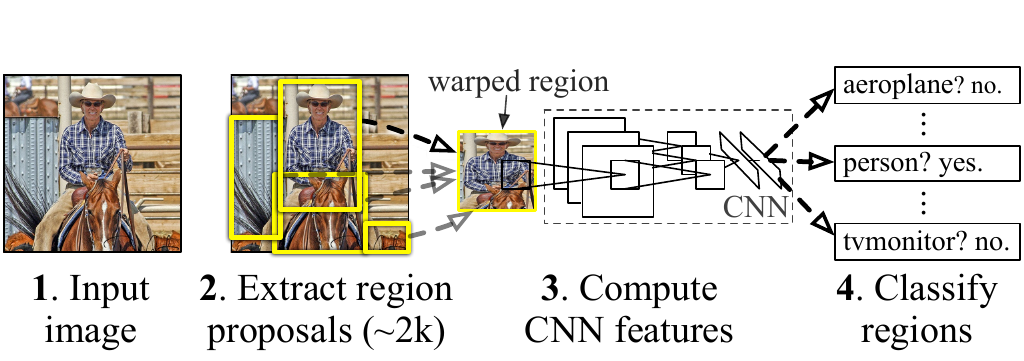 warped region
aeroplane? no.
person? yes.
tvmonitor? no.
CNN
1. Input
image
2. Extract region
proposals (~2k)
3. Compute
CNN features
4. Classify
regions